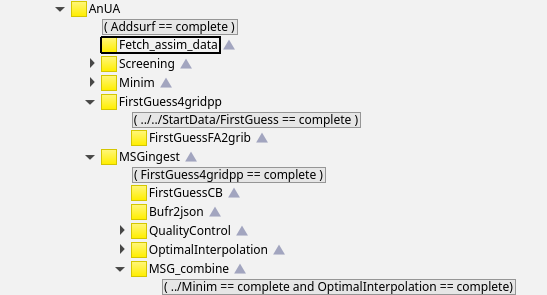 AnUA
( Addsurf == complete )
Fetch_assim_data
Screening
Minim
FirstGuess4gridpp
( ../../StartData/FirstGuess == complete )
FirstGuessFA2grib
MSGingest
( FirstGuess4gridpp == complete )
FirstGuessCB
Bufr2json
QualityControl
OptimalInterpolation
MSG_combine
( ../Minim == complete and OptimalInterpolation == complete)